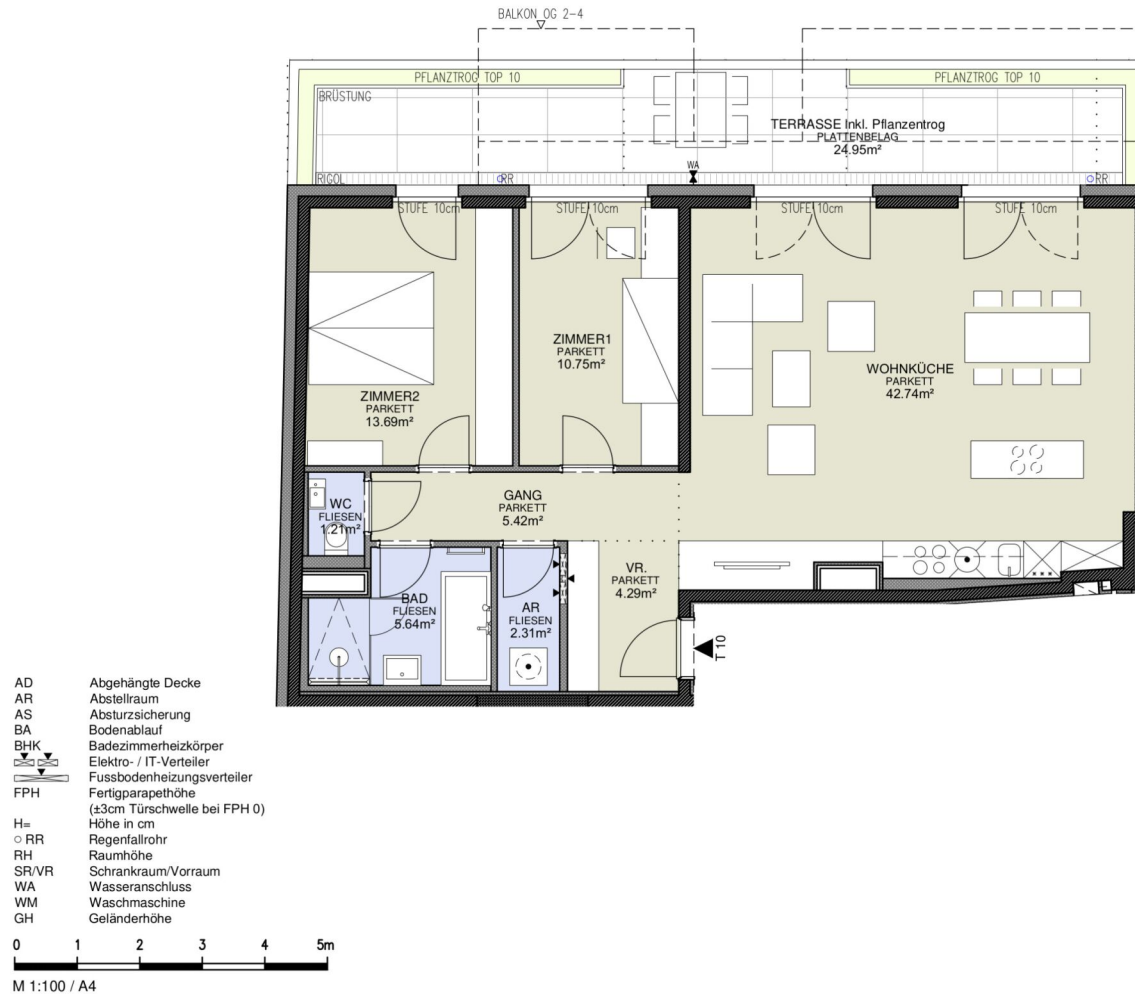 BALKON OG 2-4
PFLANZTROG TOP 10
PFLANZTROG TOP 10
BRÜSTUNG
TERRASSE Inkl. Pflanzentrog
PLATTENBELAG
24.95m²
WA
RIGOL
RR
RR
STUFE 10cm
STUFE 10cm
STUFE 10cm
STUFE 10cm
ZIMMER2
PARKETT
13.69m²
ZIMMER1
PARKETT
10.75m²
WOHNKÜCHE
PARKETT
42.74m²
WC
FLIESEN
1.21m²
GANG
PARKETT
5.42m²
BAD
FLIESEN
5.64m²
AR
FLIESEN
2.31m²
VR.
PARKETT
4.29m²
T 10
AD Abgehängte Decke
AR Abstellraum
AS Absturzsicherung
BA Bodenablauf
BHK Badezimmerheizkörper
Elektro- / IT-Verteiler
Fussbodenheizungsverteiler
FPH Fertigparapethöhe
(±3cm Türschwelle bei FPH 0)
H= Höhe in cm
RR Regenfallrohr
RH Raumhöhe
SR/VR Schrankraum/Vorraum
WA Wasseranschluss
WM Waschmaschine
GH Geländerhöhe
0 1 2 3 4 5m
M 1:100 / A4